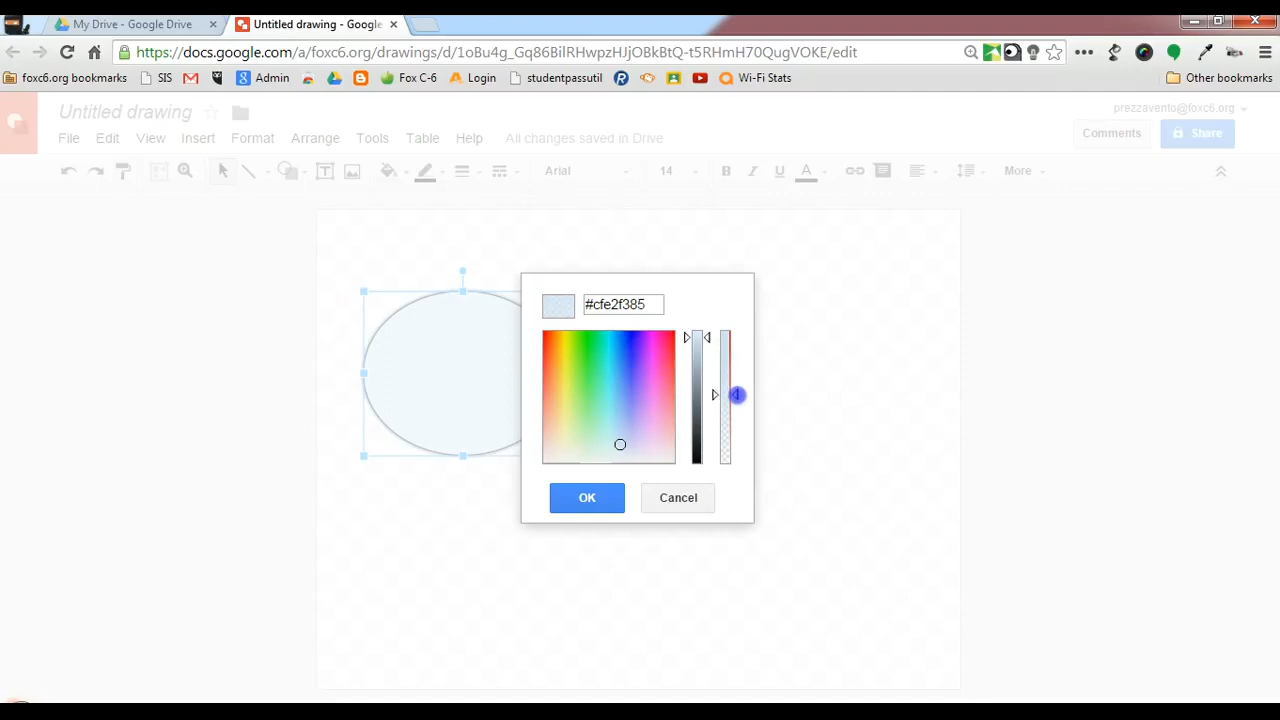 My Drive - Google Drive
Untitled drawing - Google
https://docs.google.com/a/foxc6.org/drawings/d/1oBu4g_Gq86BilRHwpzHJjOBkBtQ-t5RHmH70QugVOKE/edit
foxc6.org bookmarks SIS Admin Fox C-6 Login studentpassutil Wi-Fi Stats Other bookmarks
Untitled drawing
prezzavento@foxc6.org
File Edit View Insert Format Arrange Tools Table Help All changes saved in Drive
Comments Share
Arial 14 B I U A More
#cfe2f385
OK Cancel